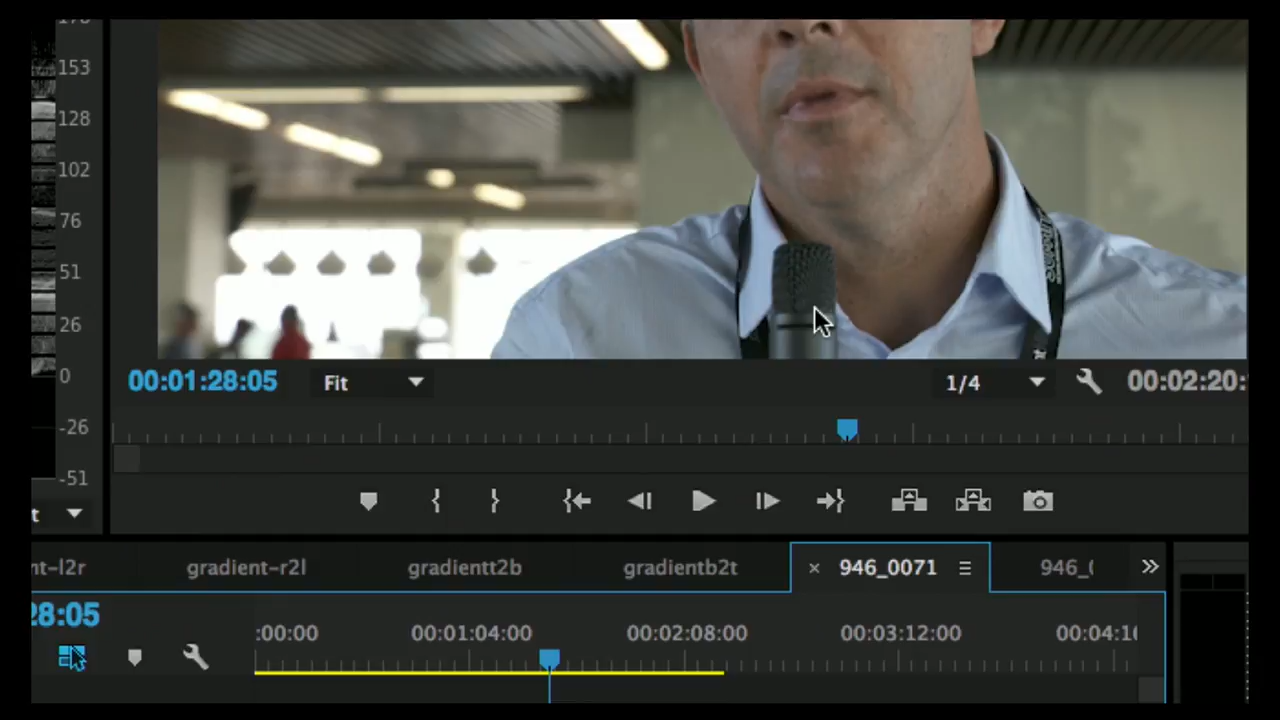 153
128
102
76
51
26
0
-26
-51
00:01:28:05 Fit 1/4 00:02:20:
t
nt-l2r gradient-r2l gradientt2b gradientb2t × 946_0071 946_0
28:05
:00:00 00:01:04:00 00:02:08:00 00:03:12:00 00:04:16